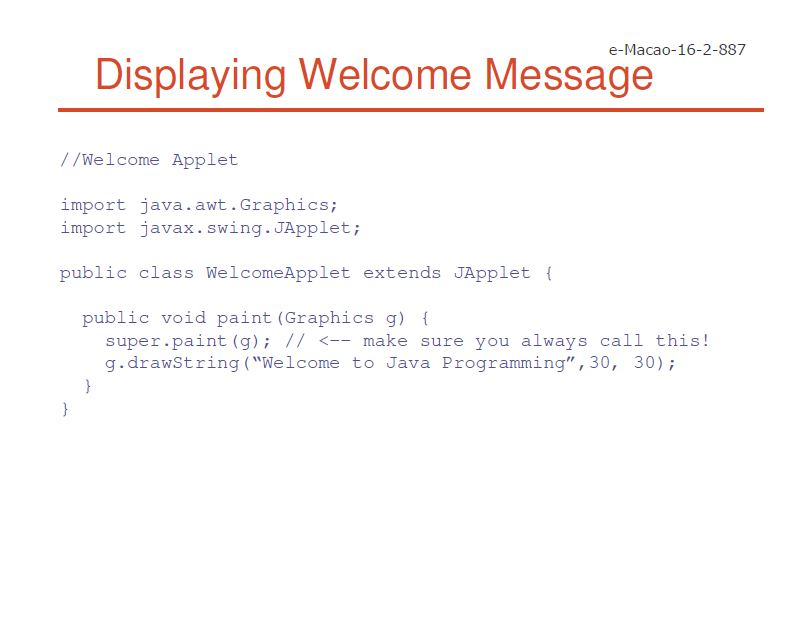 e-Macao-16-2-887
Displaying Welcome Message
//Welcome Applet
import java.awt.Graphics;
import javax.swing.JApplet;
public class WelcomeApplet extends JApplet {
public void paint(Graphics g) {
super.paint(g); // <-- make sure you always call this!
g.drawString(“Welcome to Java Programming”,30, 30);
}
}